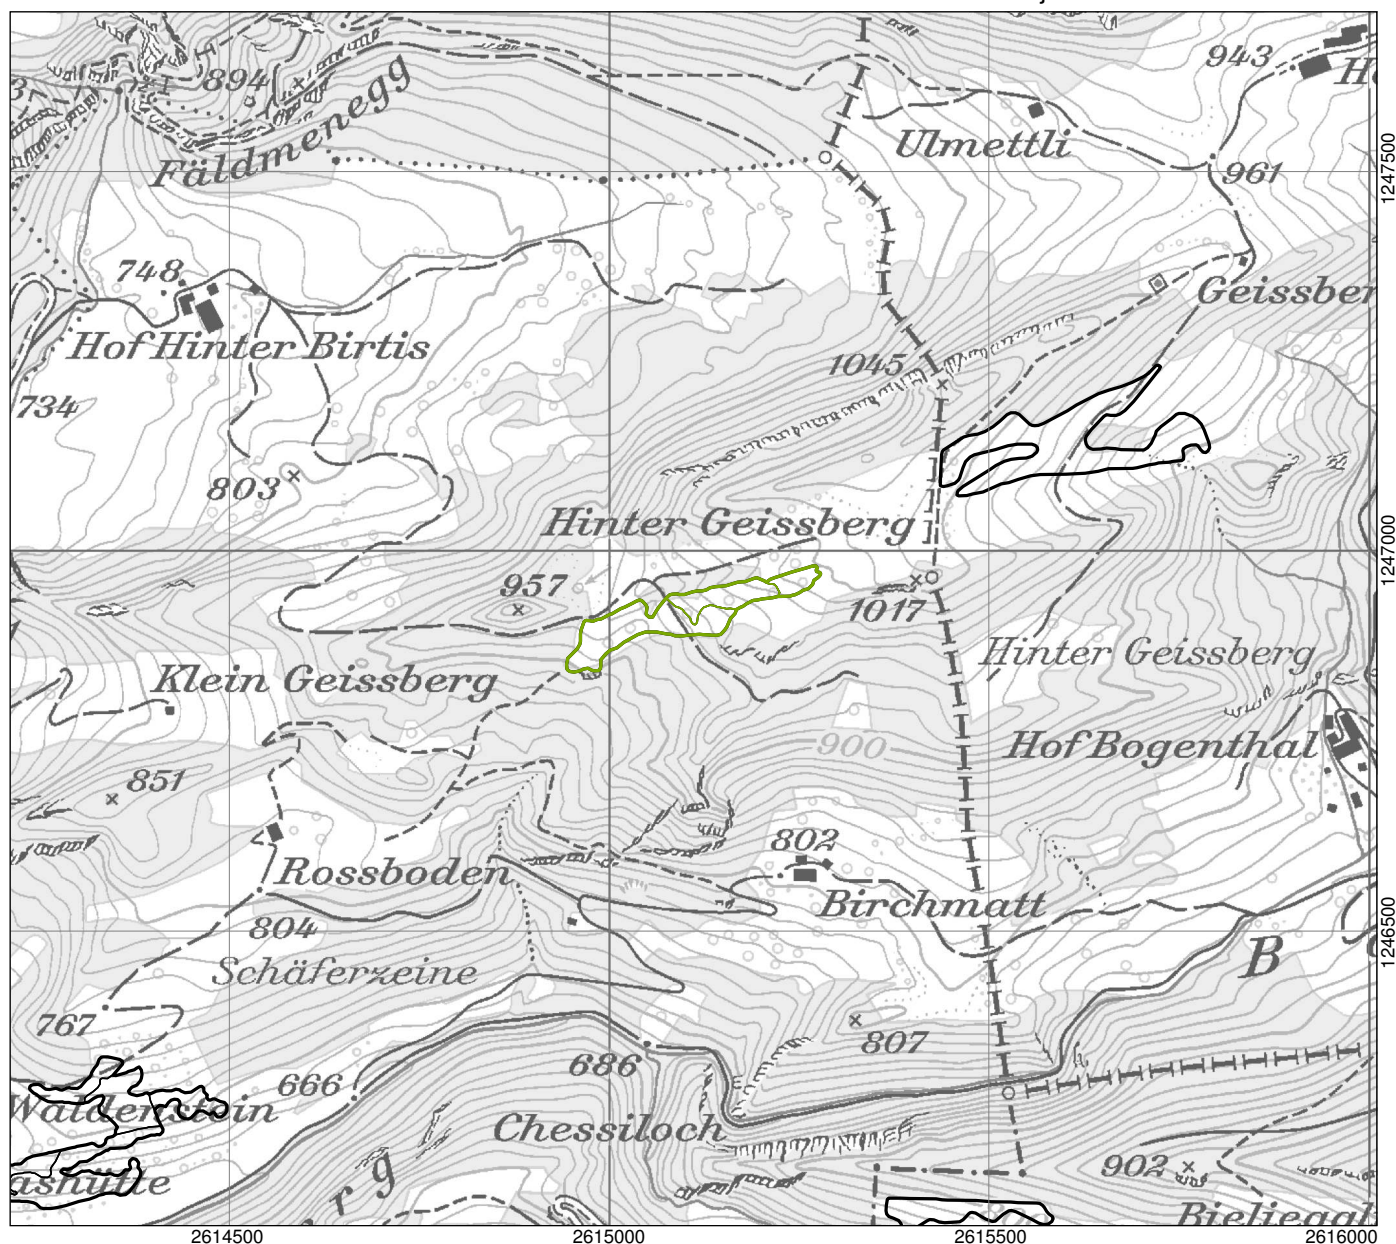 943
894
Fäldmenegg
Ulmettli
961
1247500
748
Geissber
Hof Hinter Birtis
1045
734
803
Hinter Geissberg
1247000
957
1017
Hinter Geissberg
Klein Geissberg
900
Hof Bogenthal
851
802
Rossboden
Birchmatt
804
B
1246500
Schäferzeine
767
807
686
666
Waldenstein
Chessiloch
902
ashütte
r g
2614500
2615000
2615500
2616000